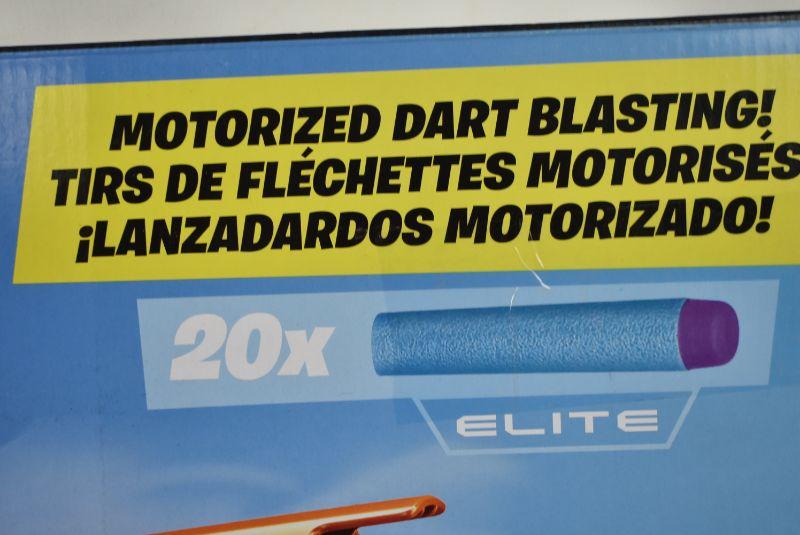 MOTORIZED DART BLASTING!
TIRS DE FLÉCHETTES MOTORISÉS
¡LANZADARDOS MOTORIZADO!
20x
ELITE